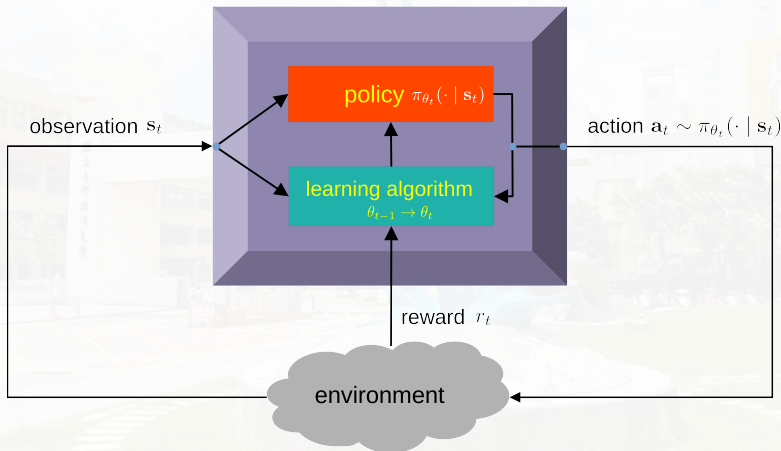 policy π_{θ_t}(· | s_t)
observation s_t
action a_t ∼ π_{θ_t}(· | s_t)
learning algorithm
θ_{t−1} → θ_t
reward r_t
environment